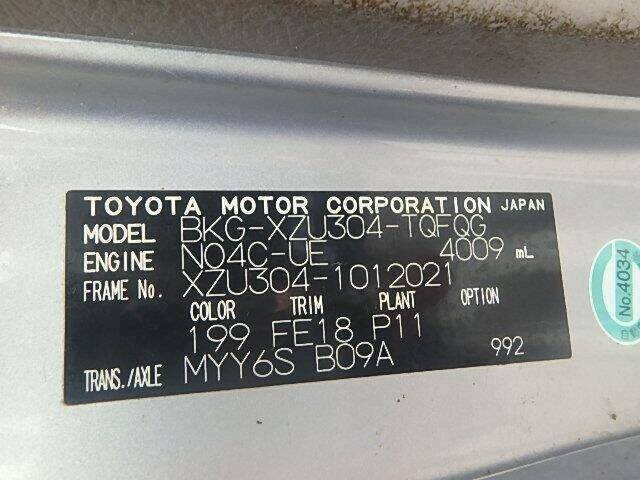 TOYOTA MOTOR CORPORATION JAPAN
MODEL BKG-XZU304-TQFQG
ENGINE N04C-UE 4009 mL
FRAME No. XZU304-1012021
COLOR TRIM PLANT OPTION
199 FE18 P11
TRANS./AXLE MYY6S B09A 992
No.4034